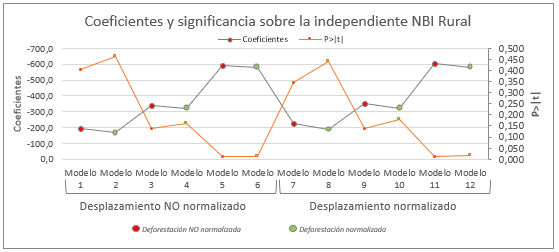 Coeficientes y significancia sobre la independiente NBI Rural
Coeficientes P>|t|
Coeficientes
-700,0
-600,0
-500,0
-400,0
-300,0
-200,0
-100,0
0,0
0,500
0,450
0,400
0,350
0,300
0,250
0,200
0,150
0,100
0,050
0,000
P>|t|
Modelo Modelo Modelo Modelo Modelo Modelo Modelo Modelo Modelo Modelo Modelo Modelo
1 2 3 4 5 6 7 8 9 10 11 12
Desplazamiento NO normalizado Desplazamiento normalizado
Deforestación NO normalizada Deforestación normalizada